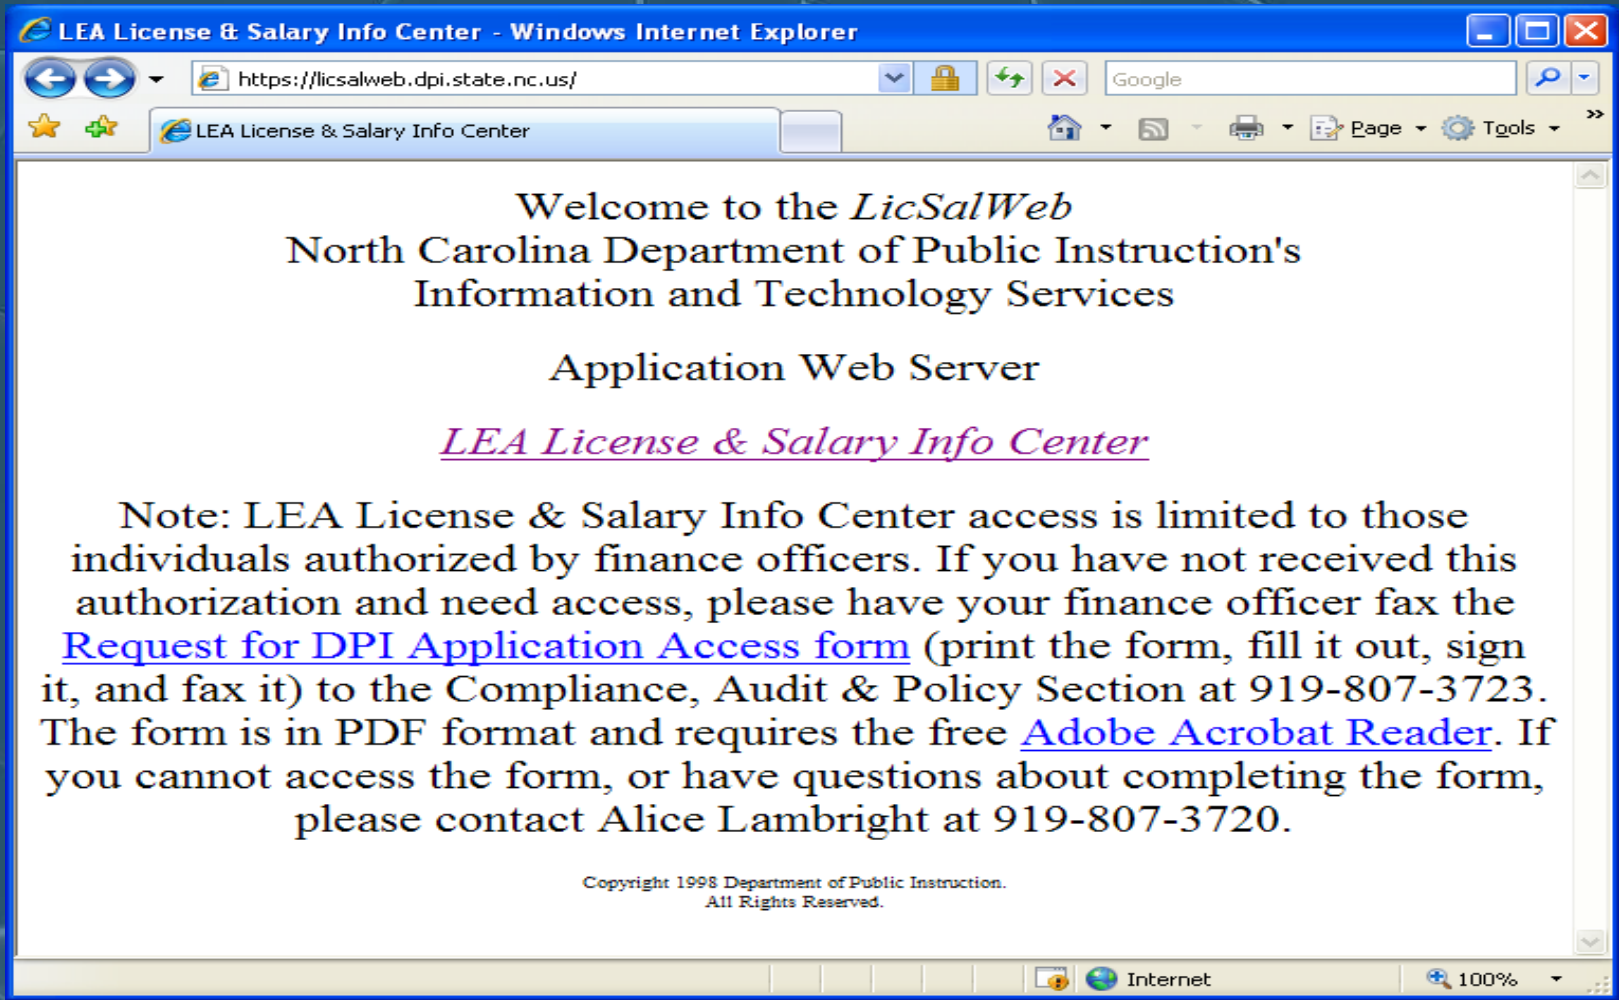 LEA License & Salary Info Center - Windows Internet Explorer
https://licsalweb.dpi.state.nc.us/
Google
LEA License & Salary Info Center
Page
Tools
Welcome to the LicSalWeb
North Carolina Department of Public Instruction's
Information and Technology Services
Application Web Server
LEA License & Salary Info Center
Note: LEA License & Salary Info Center access is limited to those
individuals authorized by finance officers. If you have not received this
authorization and need access, please have your finance officer fax the
Request for DPI Application Access form (print the form, fill it out, sign
it, and fax it) to the Compliance, Audit & Policy Section at 919-807-3723.
The form is in PDF format and requires the free Adobe Acrobat Reader. If
you cannot access the form, or have questions about completing the form,
please contact Alice Lambright at 919-807-3720.
Copyright 1998 Department of Public Instruction.
All Rights Reserved.
Internet
100%